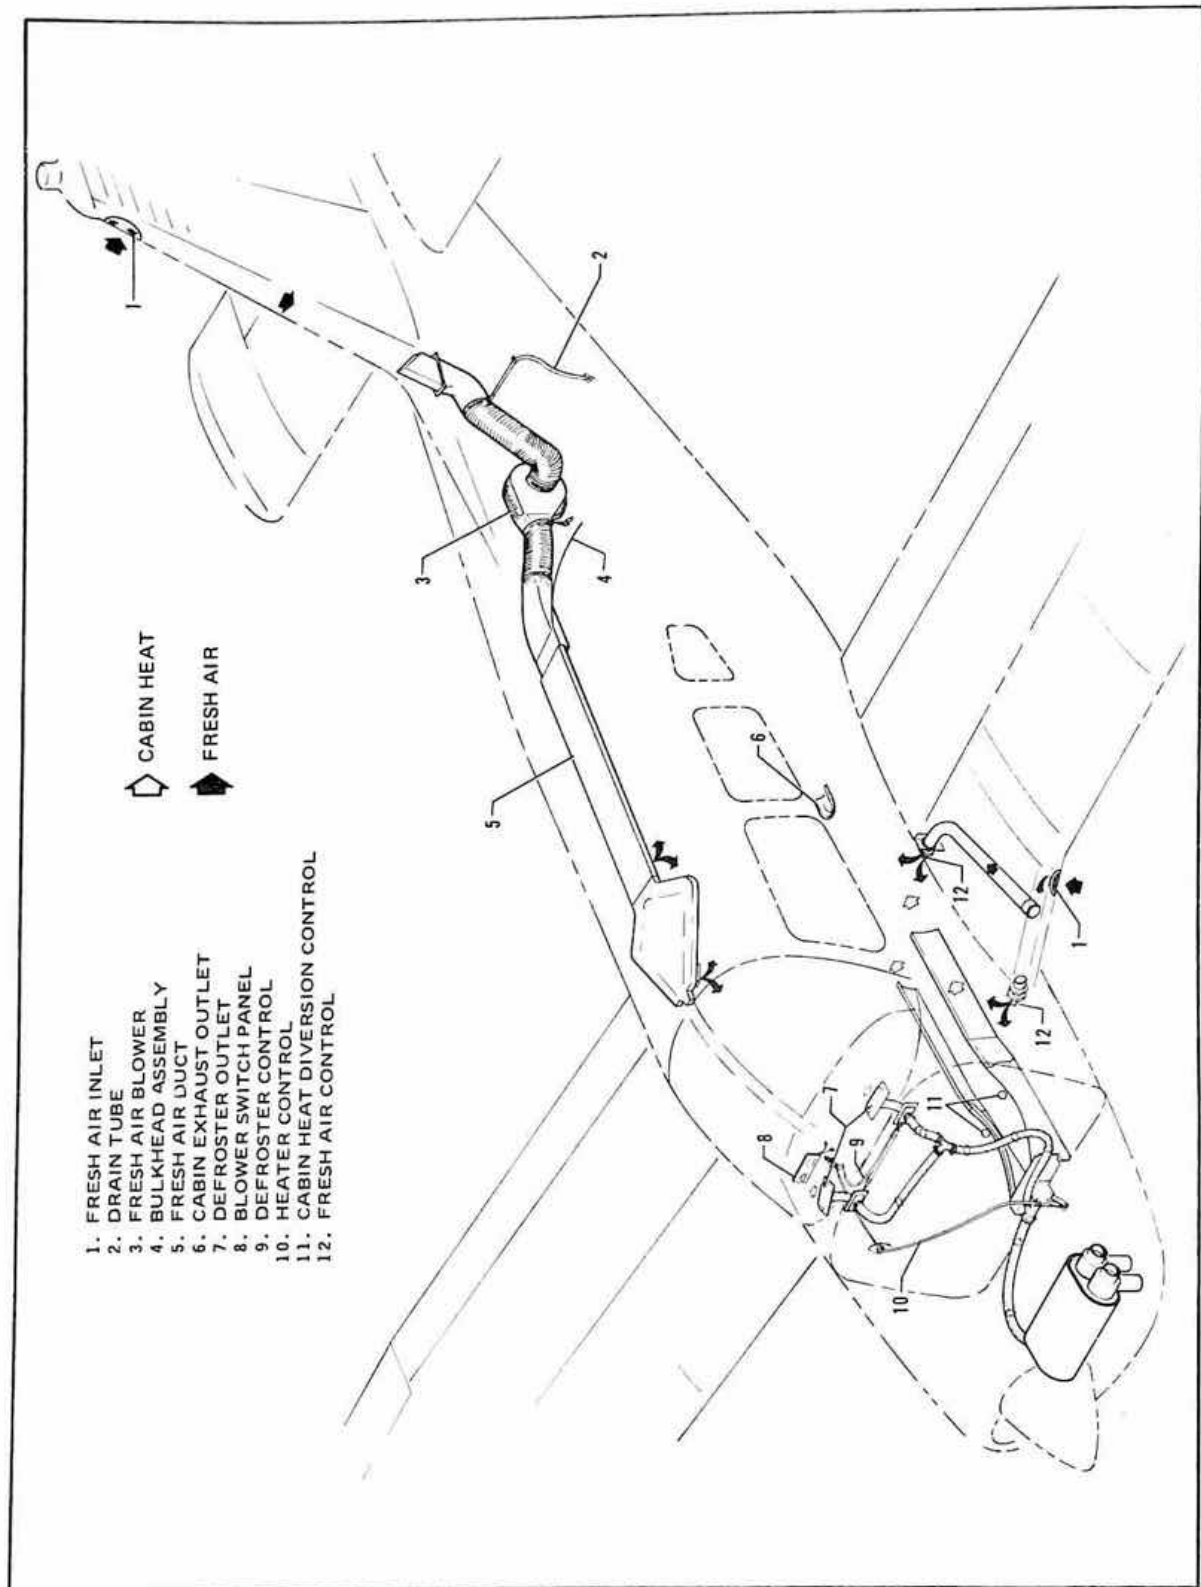 1. FRESH AIR INLET
2. DRAIN TUBE
3. FRESH AIR BLOWER
4. BULKHEAD ASSEMBLY
5. FRESH AIR DUCT
6. CABIN EXHAUST OUTLET
7. DEFROSTER OUTLET
8. BLOWER SWITCH PANEL
9. DEFROSTER CONTROL
10. HEATER CONTROL
11. CABIN HEAT DIVERSION CONTROL
12. FRESH AIR CONTROL
CABIN HEAT
FRESH AIR
1
2
3
4
5
6
7
8
9
10
11
12
12
1